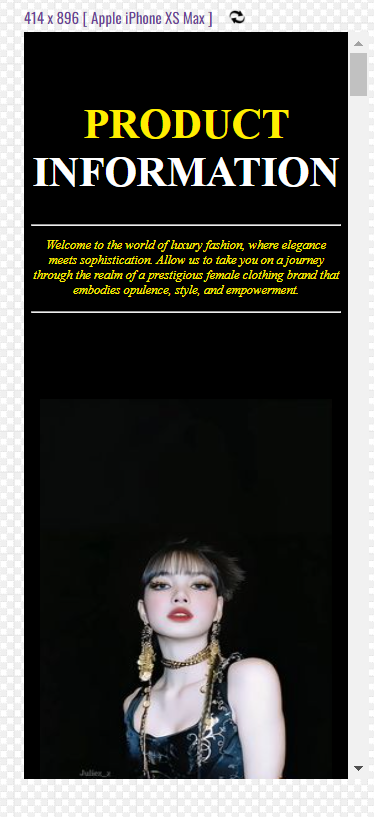 414 x 896 [ Apple iPhone XS Max ]
PRODUCT
INFORMATION
Welcome to the world of luxury fashion, where elegance
meets sophistication. Allow us to take you on a journey
through the realm of a prestigious female clothing brand that
embodies opulence, style, and empowerment.